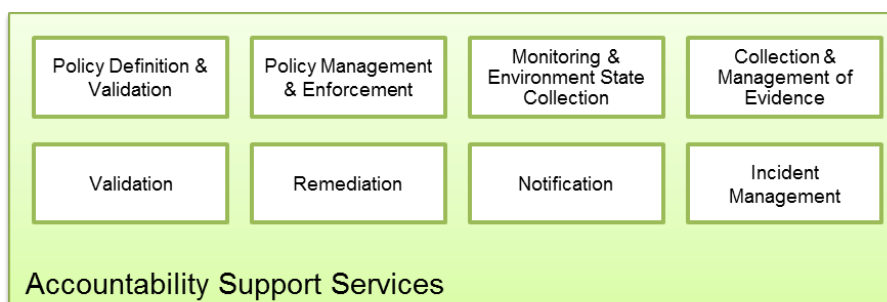 Policy Definition &
Validation
Policy Management
& Enforcement
Monitoring &
Environment State
Collection
Collection &
Management of
Evidence
Validation
Remediation
Notification
Incident
Management
Accountability Support Services